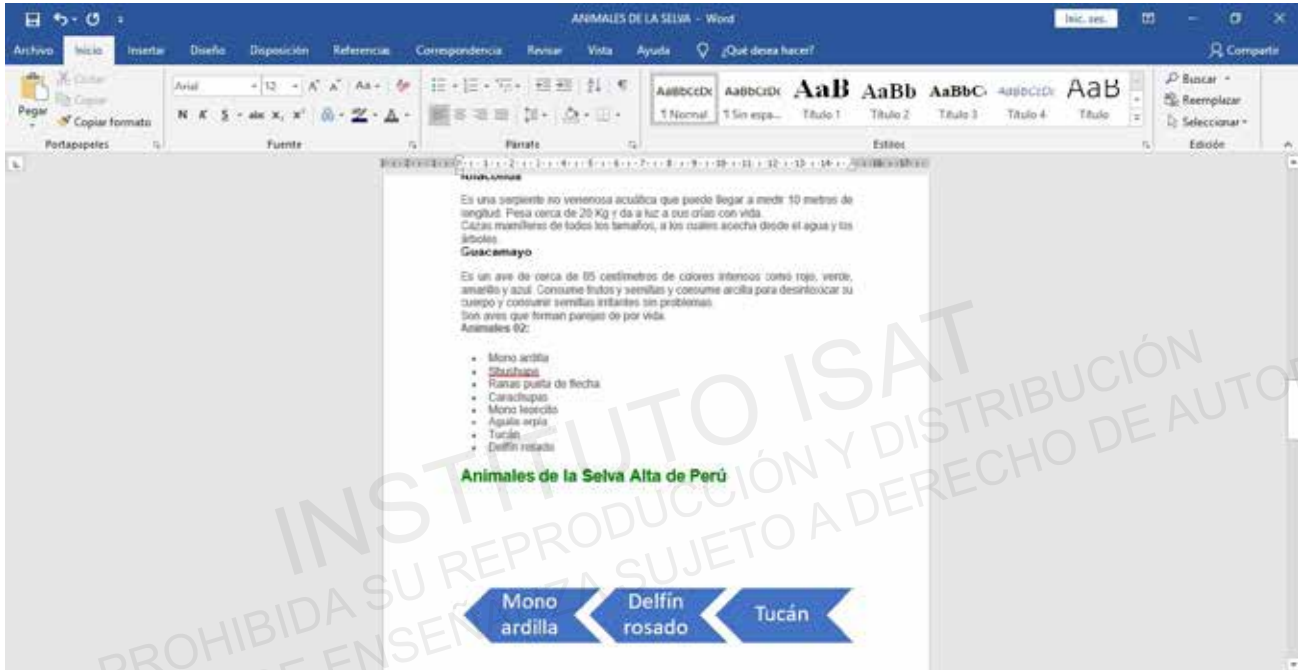 ANIMALES DE LA SELVA - Word
Inic. ses.
Archivo Inicio Insertar Diseño Disposición Referencias Correspondencia Revisar Vista Ayuda ¿Qué desea hacer? Compartir
Pegar
Cortar
Copiar
Copiar formato
Arial 12
N K S abc x, x²
AaBbCcDc AaBbCcDc AaB AaBb AaBbC AaBbCcDc AaB
¶ Normal ¶ Sin espa... Título 1 Título 2 Título 3 Título 4 Título
Buscar
Reemplazar
Seleccionar
Portapapeles Fuente Párrafo Estilos Edición
Es una serpiente no venenosa acuática que puede llegar a medir 10 metros de
longitud. Pesa cerca de 20 Kg y da a luz a sus crías con vida.
Cazas mamíferos de todos los tamaños, a los cuales acecha desde el agua y los
árboles.
Guacamayo
Es un ave de cerca de 85 centímetros de colores intensos como rojo, verde,
amarillo y azul. Consume frutos y semillas y consume arcilla para desintoxicar su
cuerpo y consumir semillas irritantes sin problemas.
Son aves que forman parejas de por vida.
Animales 02:
• Mono ardilla
• Shushupe
• Ranas punta de flecha
• Carachupas
• Mono leoncito
• Aguila arpía
• Tucán
• Delfín rosado
Animales de la Selva Alta de Perú
Mono
ardilla
Delfín
rosado
Tucán
INSTITUTO ISAT
PROHIBIDA SU REPRODUCCIÓN Y DISTRIBUCIÓN
SUJETO A DERECHO DE AUTOR